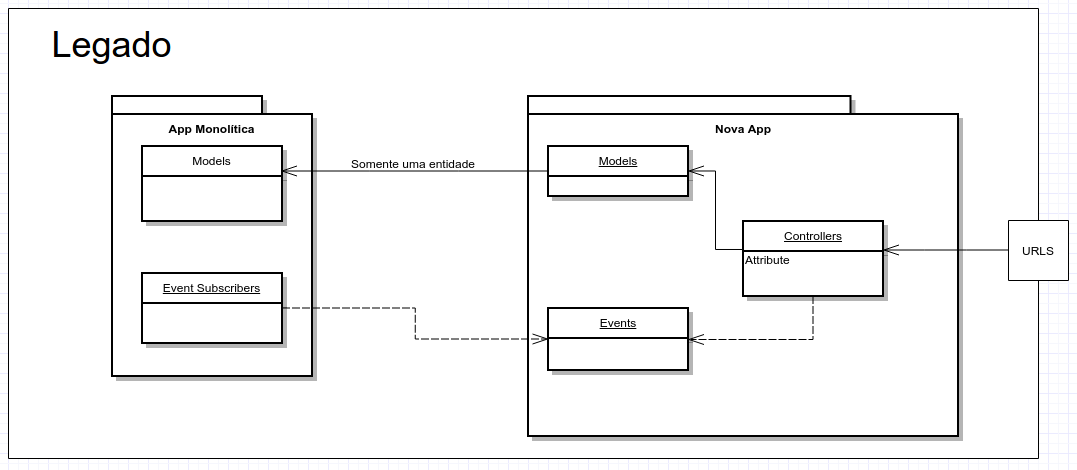 Legado
App Monolítica
Models
Event Subscribers
Somente uma entidade
Nova App
Models
Controllers
Attribute
Events
URLS